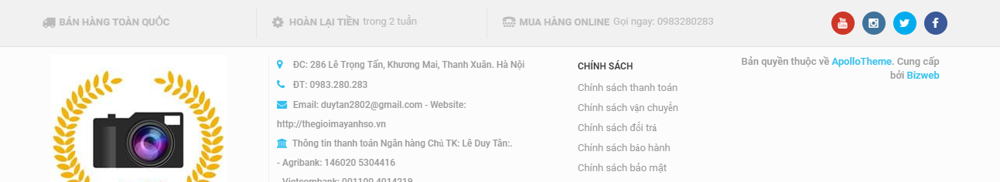 BÁN HÀNG TOÀN QUỐC
HOÀN LẠI TIỀN trong 2 tuần
MUA HÀNG ONLINE Gọi ngay: 0983280283
ĐC: 286 Lê Trọng Tấn, Khương Mai, Thanh Xuân. Hà Nội
ĐT: 0983.280.283
Email: duytan2802@gmail.com - Website:
http://thegioimayanhso.vn
Thông tin thanh toán Ngân hàng Chủ TK: Lê Duy Tân:.
- Agribank: 146020 5304416
- Vietcombank: 001100 4014219
CHÍNH SÁCH
Chính sách thanh toán
Chính sách vận chuyển
Chính sách đổi trả
Chính sách bảo hành
Chính sách bảo mật
Bản quyền thuộc về ApolloTheme. Cung cấp
bởi Bizweb